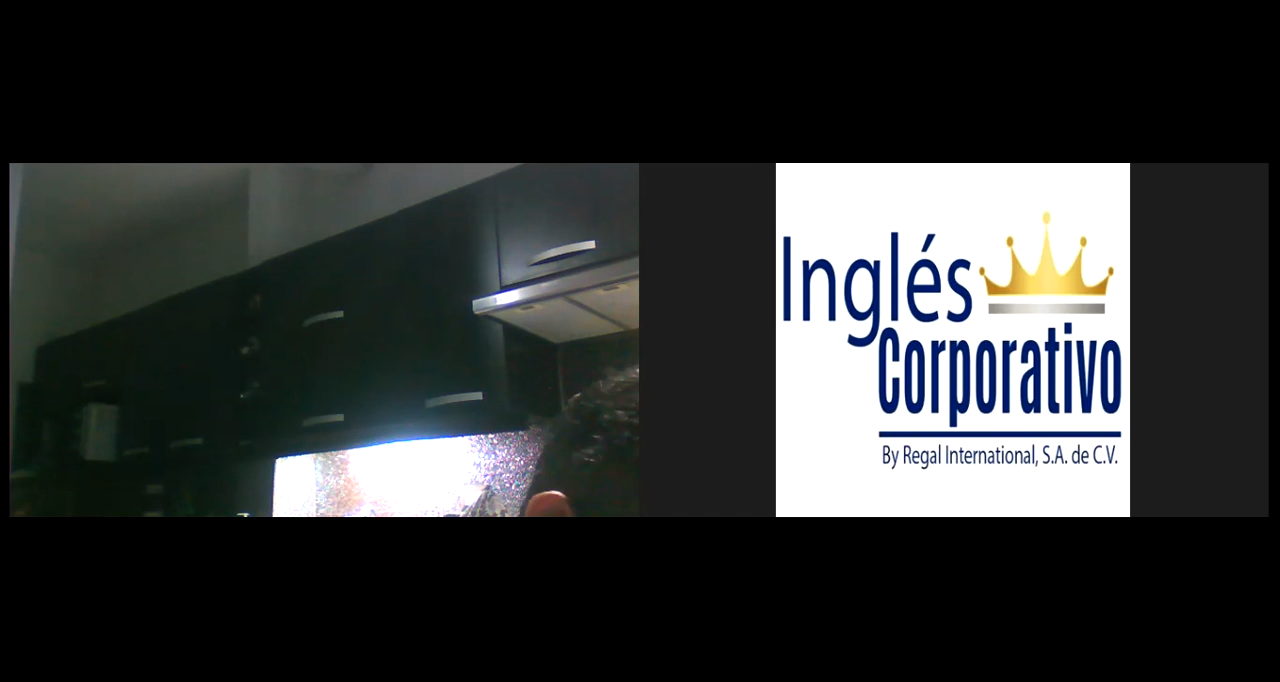 Inglés
Corporativo
By Regal International, S.A. de C.V.